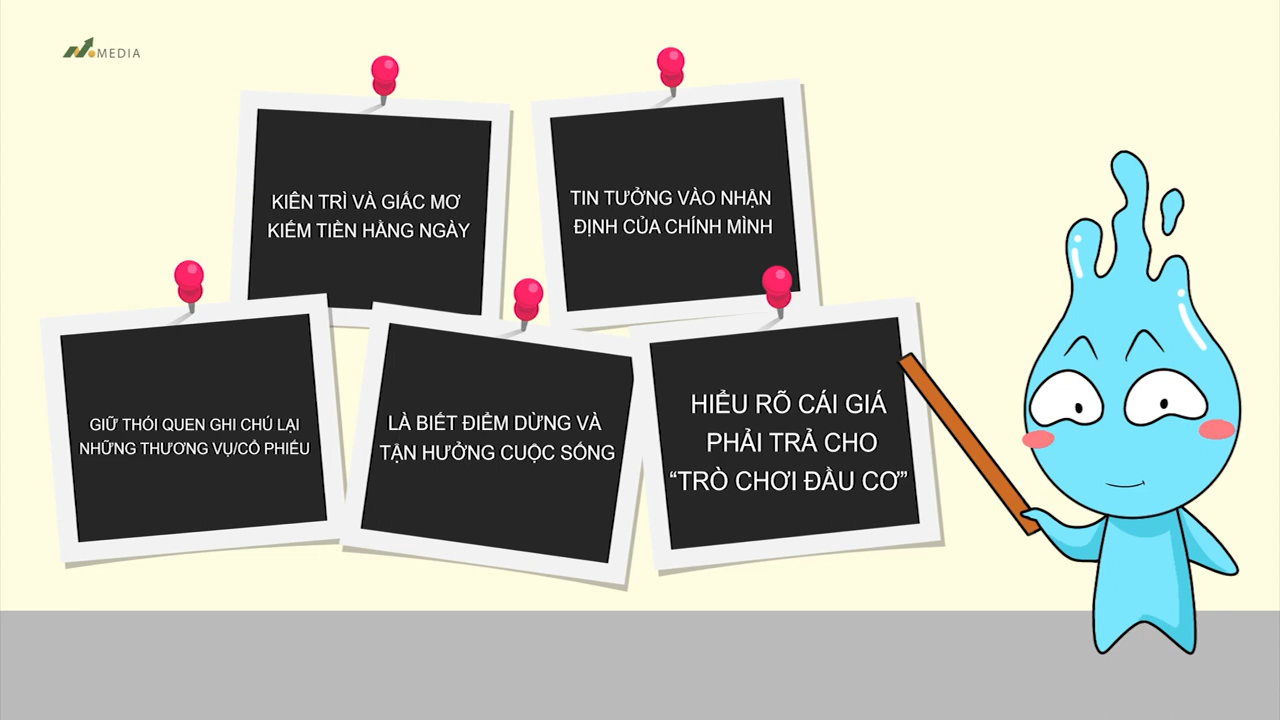 MEDIA
KIÊN TRÌ VÀ GIẤC MƠ
KIẾM TIỀN HẰNG NGÀY
TIN TƯỞNG VÀO NHẬN
ĐỊNH CỦA CHÍNH MÌNH
GIỮ THÓI QUEN GHI CHÚ LẠI
NHỮNG THƯƠNG VỤ/CỔ PHIẾU
LÀ BIẾT ĐIỂM DỪNG VÀ
TẬN HƯỞNG CUỘC SỐNG
HIỂU RÕ CÁI GIÁ
PHẢI TRẢ CHO
“TRÒ CHƠI ĐẦU CƠ”